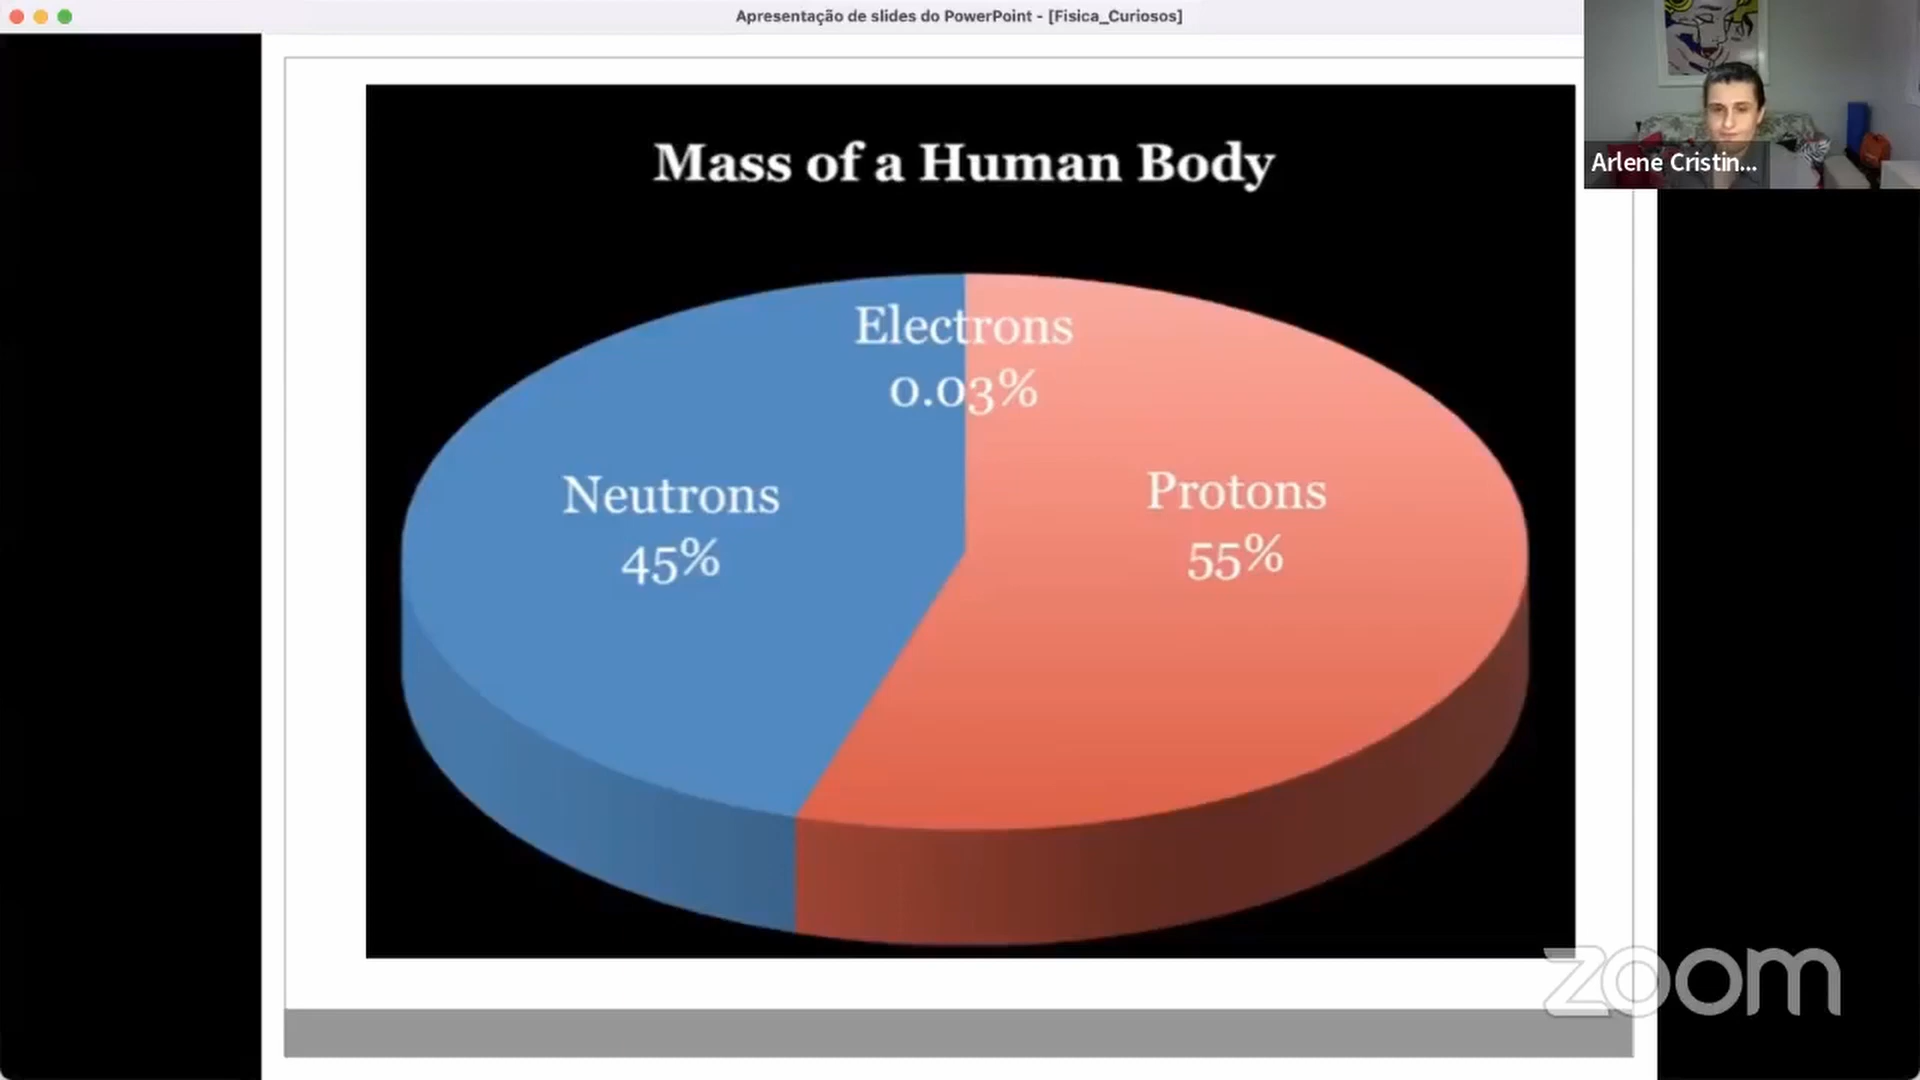 Apresentação de slides do PowerPoint - [Fisica_Curiosos]
Arlene Cristin...
Mass of a Human Body
Electrons
0.03%
Neutrons
45%
Protons
55%
zoom